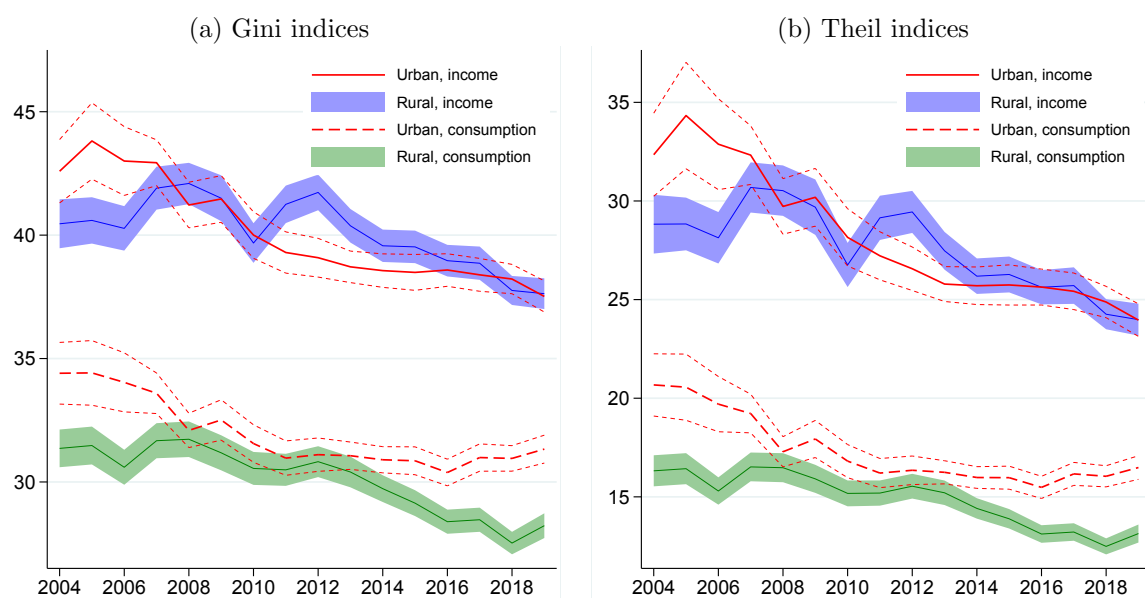 (a) Gini indices
Urban, income
Rural, income
Urban, consumption
Rural, consumption
45
40
35
30
2004 2006 2008 2010 2012 2014 2016 2018
(b) Theil indices
Urban, income
Rural, income
Urban, consumption
Rural, consumption
35
30
25
20
15
2004 2006 2008 2010 2012 2014 2016 2018